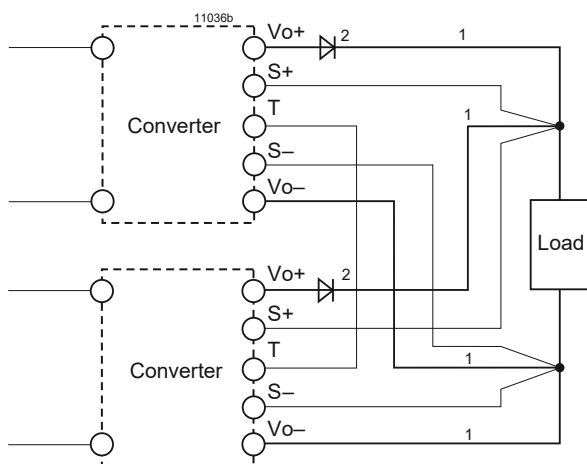 11036b
Vo+
2
1
S+
T
1
Converter
S–
Vo–
Load
Vo+
2
S+
T
1
Converter
S–
Vo–
1